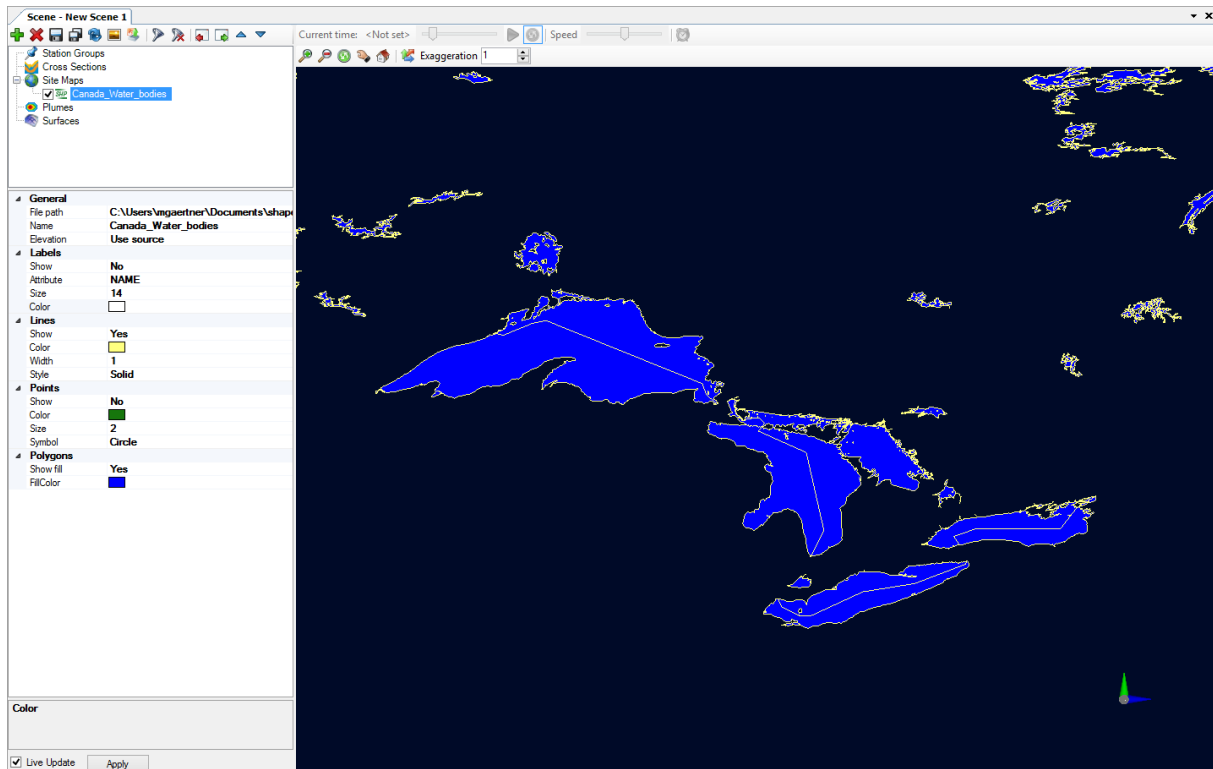 Scene - New Scene 1
Current time: <Not set> Speed
Exaggeration 1
Station Groups
Cross Sections
Site Maps
Canada_Water_bodies
Plumes
Surfaces
General
File path C:\Users\mgaertner\Documents\shape
Name Canada_Water_bodies
Elevation Use source
Labels
Show No
Attribute NAME
Size 14
Color
Lines
Show Yes
Color
Width 1
Style Solid
Points
Show No
Color
Size 2
Symbol Circle
Polygons
Show fill Yes
FillColor
Color
Live Update Apply